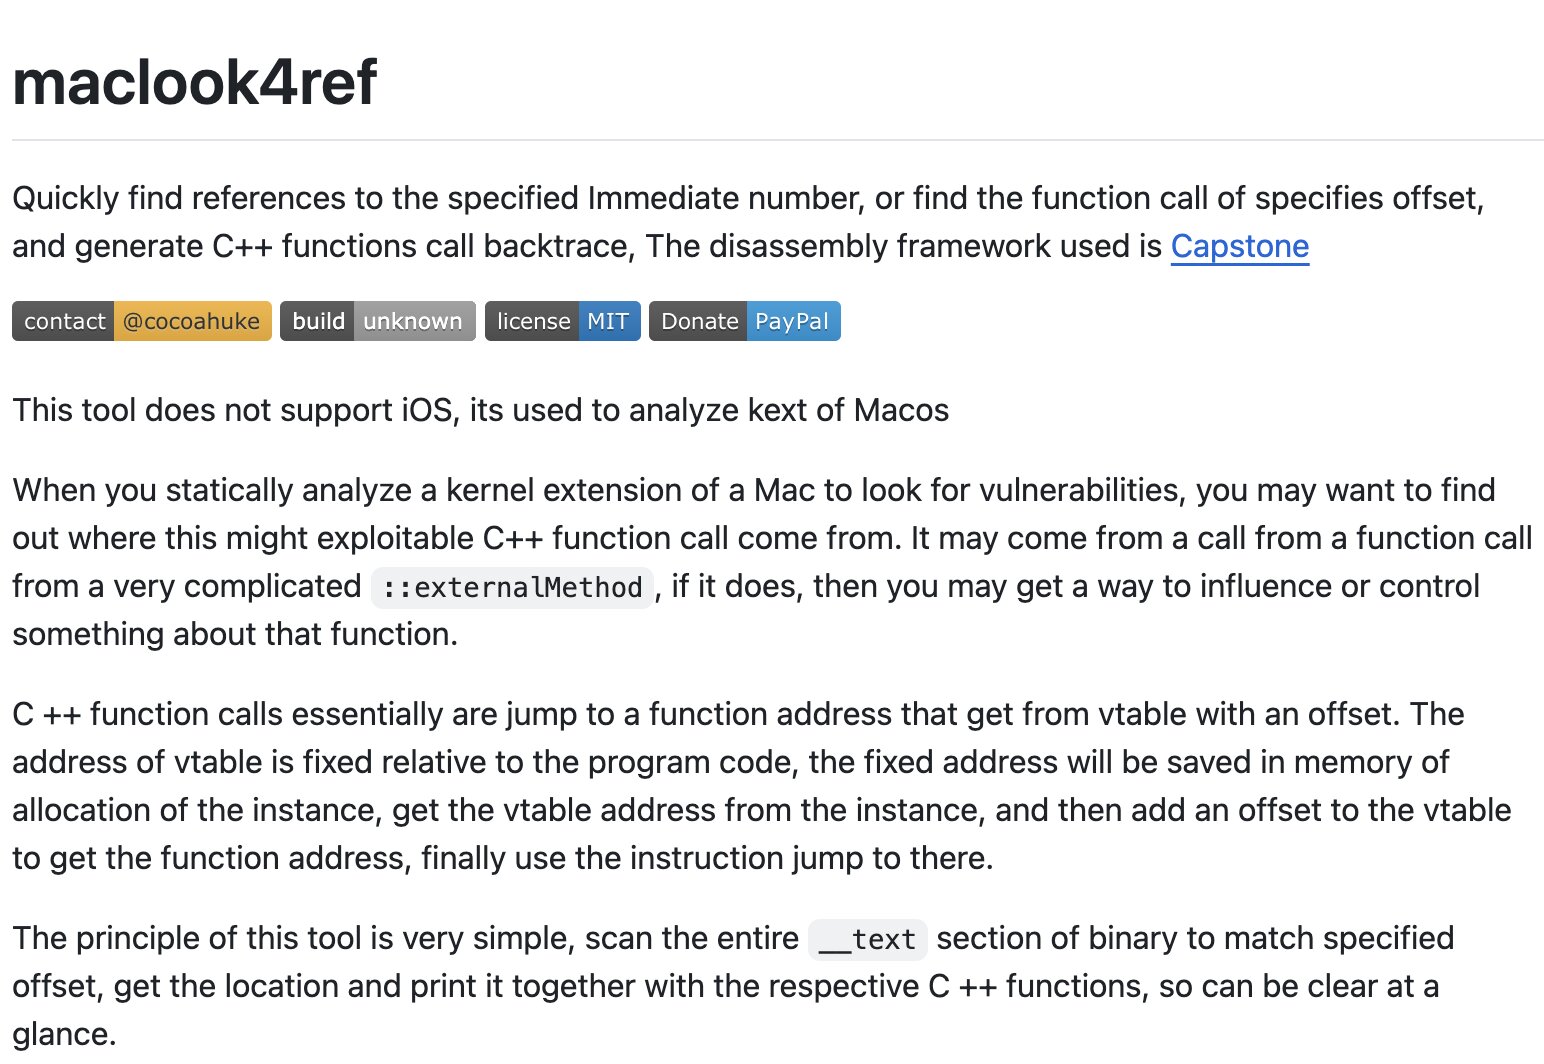 maclook4ref
Quickly find references to the specified Immediate number, or find the function call of specifies offset,
and generate C++ functions call backtrace, The disassembly framework used is Capstone
contact @cocoahuke build unknown license MIT Donate PayPal
This tool does not support iOS, its used to analyze kext of Macos
When you statically analyze a kernel extension of a Mac to look for vulnerabilities, you may want to find
out where this might exploitable C++ function call come from. It may come from a call from a function call
from a very complicated ::externalMethod, if it does, then you may get a way to influence or control
something about that function.
C ++ function calls essentially are jump to a function address that get from vtable with an offset. The
address of vtable is fixed relative to the program code, the fixed address will be saved in memory of
allocation of the instance, get the vtable address from the instance, and then add an offset to the vtable
to get the function address, finally use the instruction jump to there.
The principle of this tool is very simple, scan the entire __text section of binary to match specified
offset, get the location and print it together with the respective C ++ functions, so can be clear at a
glance.